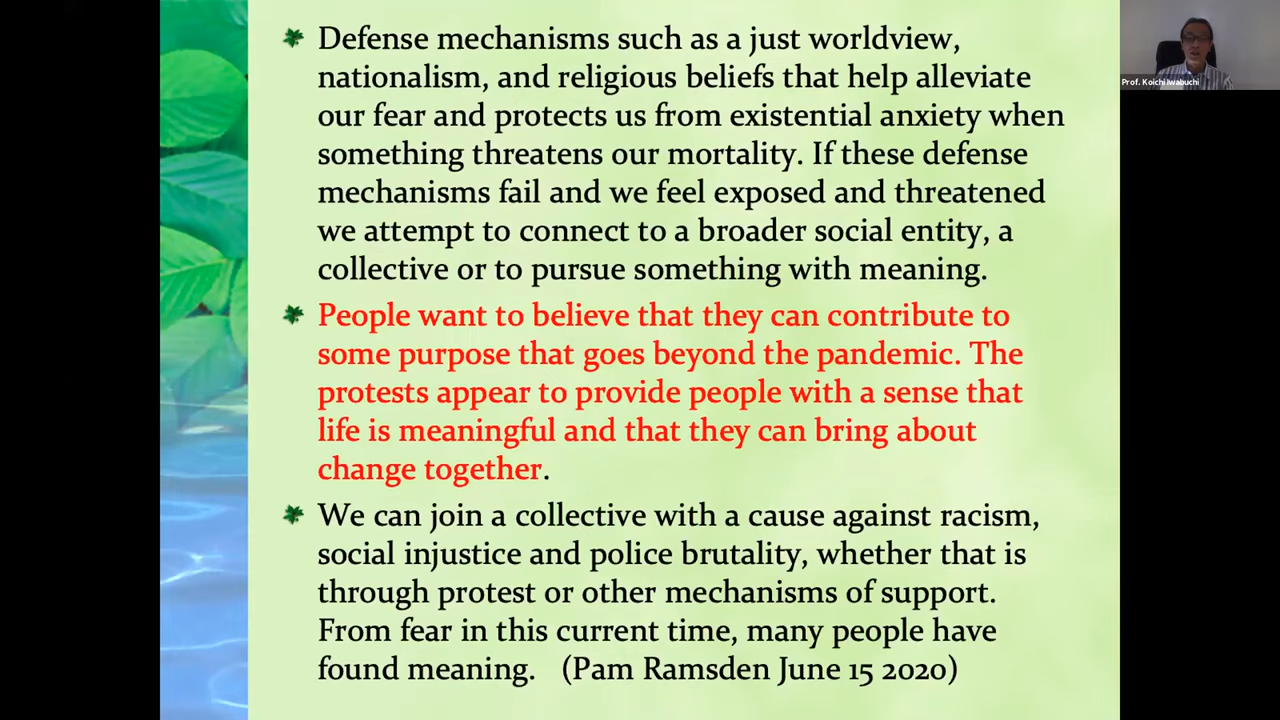 Defense mechanisms such as a just worldview,
nationalism, and religious beliefs that help alleviate
our fear and protects us from existential anxiety when
something threatens our mortality. If these defense
mechanisms fail and we feel exposed and threatened
we attempt to connect to a broader social entity, a
collective or to pursue something with meaning.
People want to believe that they can contribute to
some purpose that goes beyond the pandemic. The
protests appear to provide people with a sense that
life is meaningful and that they can bring about
change together.
We can join a collective with a cause against racism,
social injustice and police brutality, whether that is
through protest or other mechanisms of support.
From fear in this current time, many people have
found meaning. (Pam Ramsden June 15 2020)
Prof. Koichi Iwabuchi